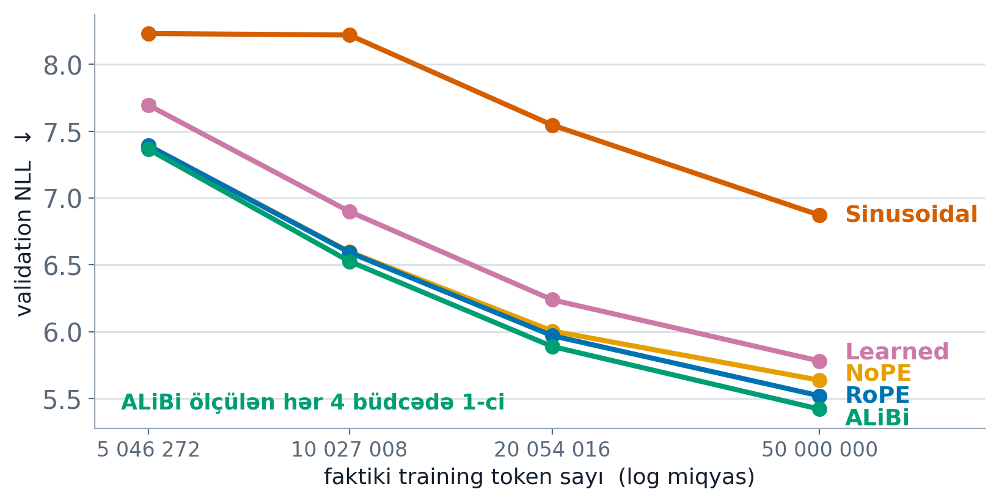 validation NLL ↓
8.0
7.5
7.0
6.5
6.0
5.5
Sinusoidal
Learned
NoPE
RoPE
ALiBi
ALiBi ölçülən hər 4 büdcədə 1-ci
5 046 272
10 027 008
20 054 016
50 000 000
faktiki training token sayı (log miqyas)